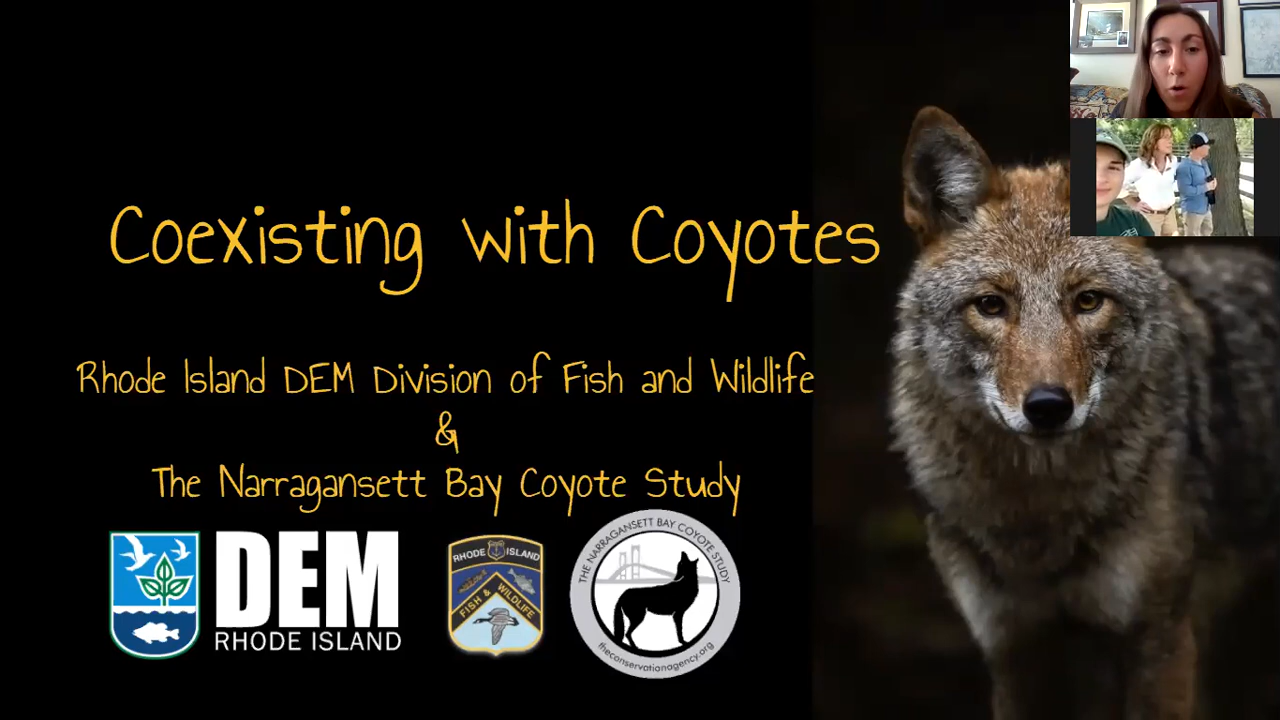 Coexisting with Coyotes
Rhode Island DEM Division of Fish and Wildlife
&
The Narragansett Bay Coyote Study
DEM
RHODE ISLAND
RHODE ISLAND
FISH & WILDLIFE
THE NARRAGANSETT BAY COYOTE STUDY
theconservationagency.org